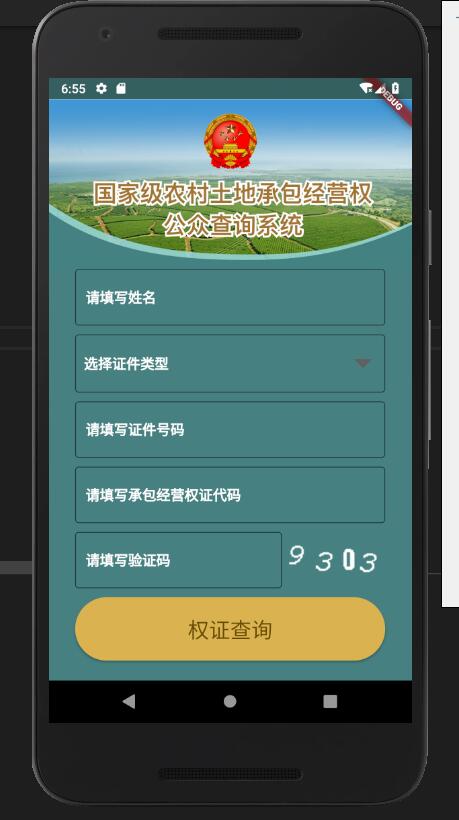 6:55
DEBUG
国家级农村土地承包经营权
公众查询系统
请填写姓名
选择证件类型
请填写证件号码
请填写承包经营权证代码
请填写验证码
9303
权证查询